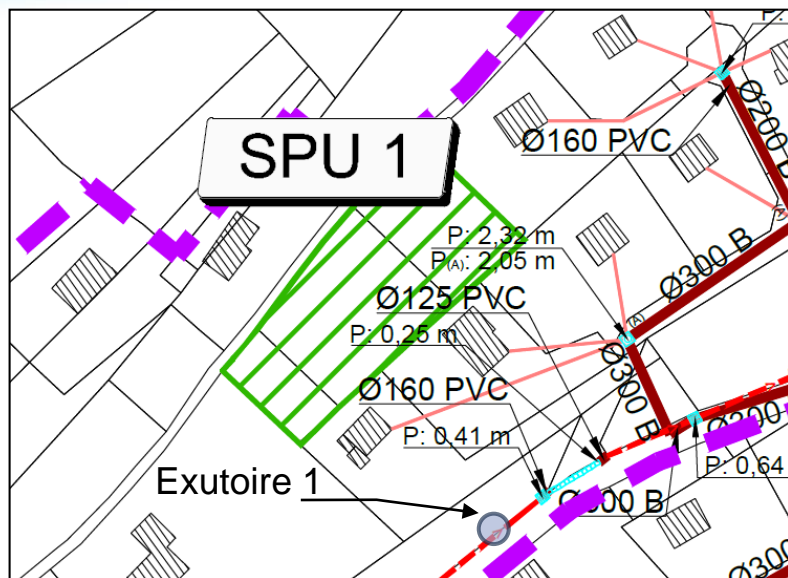 P:
Ø200 B
Ø160 PVC
SPU 1
(A)
P: 2,32 m
P(A): 2,05 m
Ø300 B
Ø125 PVC
(A)
P: 0,25 m
Ø300 B
Ø160 PVC
P: 0,41 m
P: 0,64
Exutoire 1
Ø300